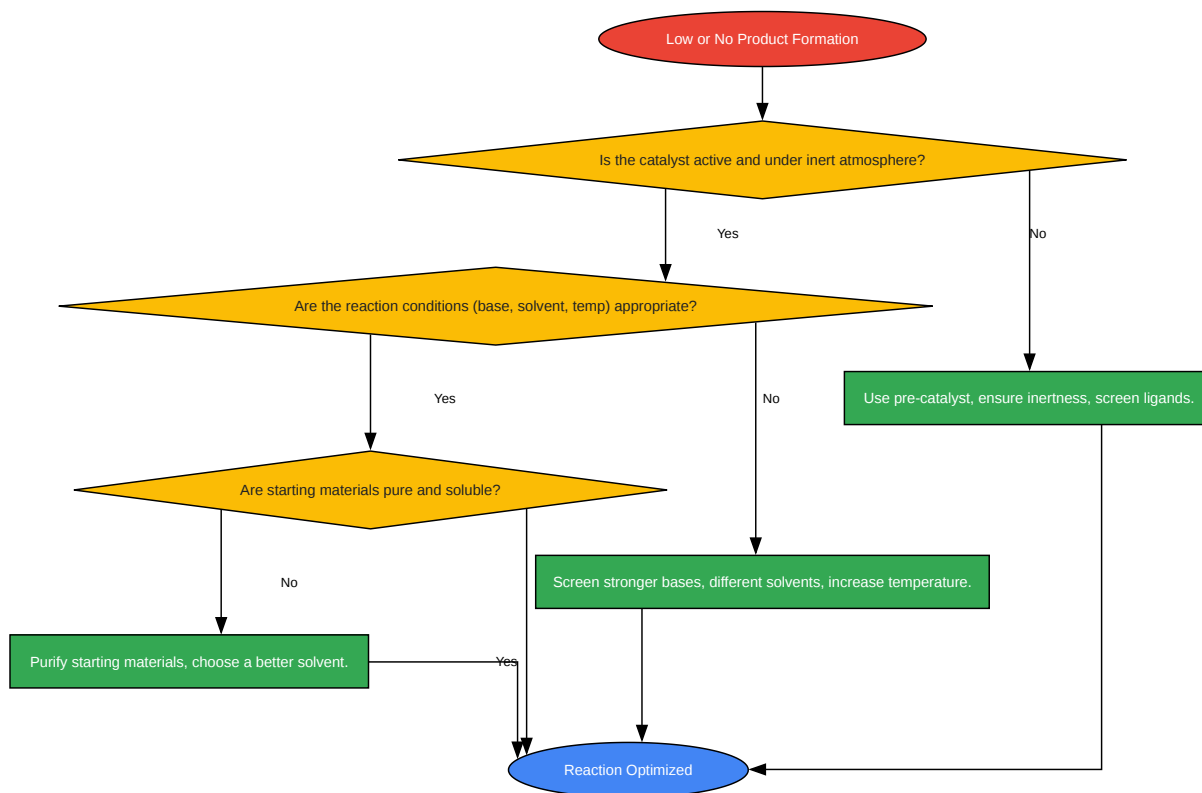 Low or No Product Formation
Is the catalyst active and under inert atmosphere?
Yes
No
Are the reaction conditions (base, solvent, temp) appropriate?
Yes
No
Use pre-catalyst, ensure inertness, screen ligands.
Are starting materials pure and soluble?
No
Screen stronger bases, different solvents, increase temperature.
Purify starting materials, choose a better solvent.
Yes
Reaction Optimized